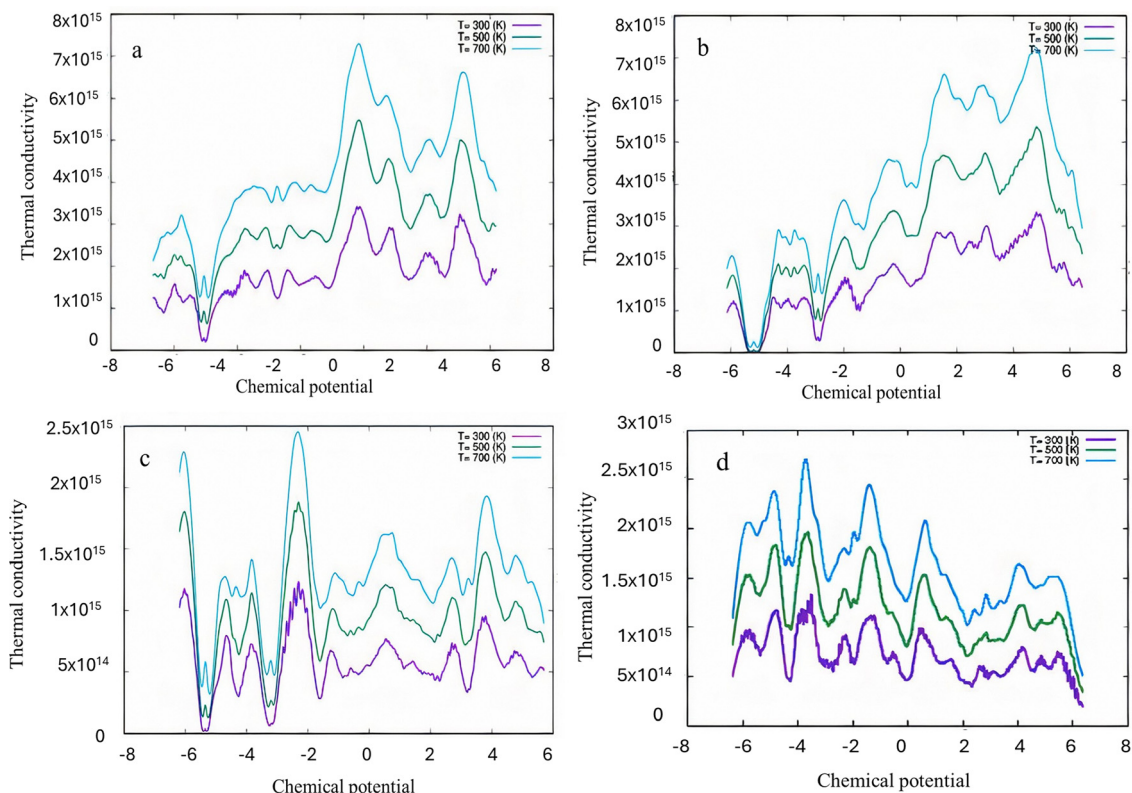 a
8x10^15
7x10^15
6x10^15
5x10^15
4x10^15
3x10^15
2x10^15
1x10^15
0
Thermal conductivity
T= 300 (K)
T= 500 (K)
T= 700 (K)
-8 -6 -4 -2 0 2 4 6 8
Chemical potential
b
8x10^15
7x10^15
6x10^15
5x10^15
4x10^15
3x10^15
2x10^15
1x10^15
0
Thermal conductivity
T= 300 (K)
T= 500 (K)
T= 700 (K)
-8 -6 -4 -2 0 2 4 6 8
Chemical potential
c
2.5x10^15
2x10^15
1.5x10^15
1x10^15
5x10^14
0
Thermal conductivity
T= 300 (K)
T= 500 (K)
T= 700 (K)
-8 -6 -4 -2 0 2 4 6
Chemical potential
d
3x10^15
2.5x10^15
2x10^15
1.5x10^15
1x10^15
5x10^14
0
Thermal conductivity
T= 300 (K)
T= 500 (K)
T= 700 (K)
-8 -6 -4 -2 0 2 4 6 8
Chemical potential